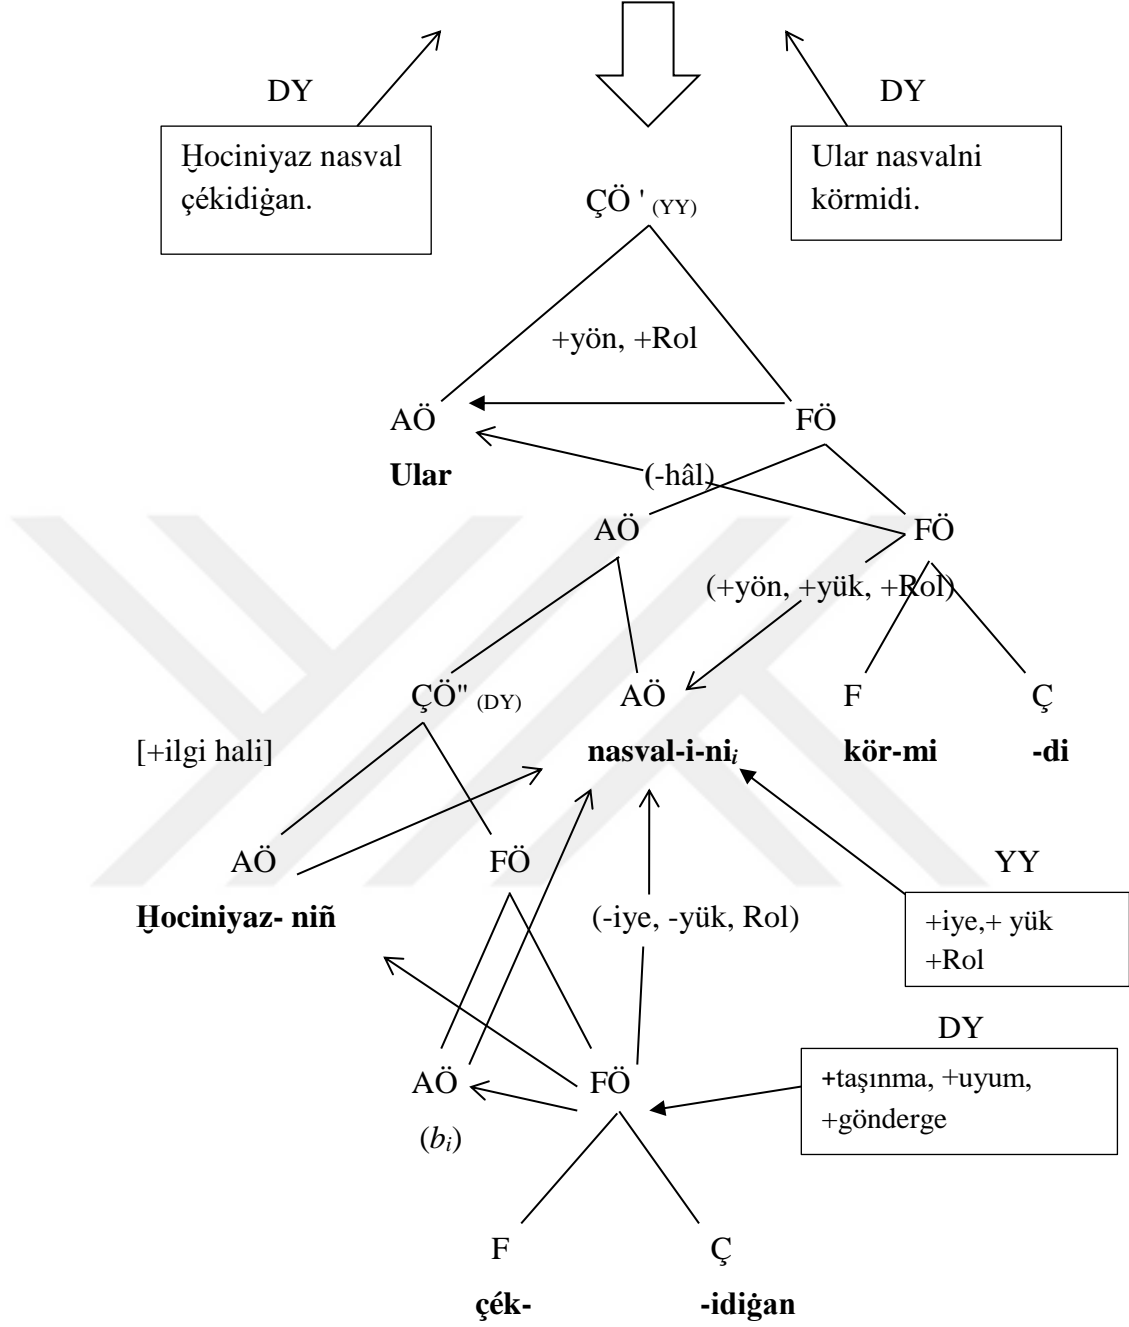 DY
DY
Ḫociniyaz nasval
çékidiġan.
Ular nasvalni
körmidi.
ÇÖ ' (YY)
+yön, +Rol
AÖ
FÖ
Ular
(-hâl)
AÖ
FÖ
(+yön, +yük, +Rol)
ÇÖ" (DY)
AÖ
F
Ç
[+ilgi hali]
nasval-i-niᵢ
kör-mi
-di
AÖ
FÖ
YY
Ḫociniyaz- niñ
(-iye, -yük, Rol)
+iye,+ yük
+Rol
DY
AÖ
FÖ
+taşınma, +uyum,
+gönderge
(bᵢ)
F
Ç
çék-
-idiġan